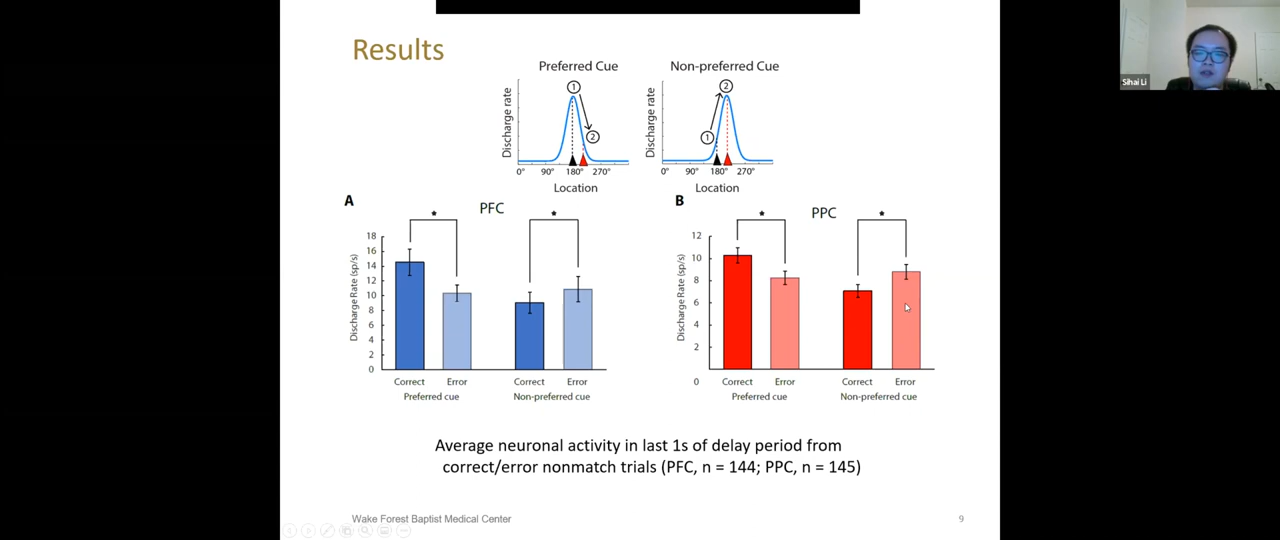 Results
Sihai Li
Preferred Cue
Non-preferred Cue
Discharge rate
1
2
0° 90° 180° 270°
Location
Discharge rate
1
2
0° 90° 180° 270°
Location
A
PFC
*
*
Discharge Rate (sp/s)
18
16
14
12
10
8
6
4
2
0
Correct Error Correct Error
Preferred cue Non-preferred cue
B
PPC
*
*
Discharge Rate (sp/s)
12
10
8
6
4
2
0
Correct Error Correct Error
Preferred cue Non-preferred cue
Average neuronal activity in last 1s of delay period from
correct/error nonmatch trials (PFC, n = 144; PPC, n = 145)
Wake Forest Baptist Medical Center
9